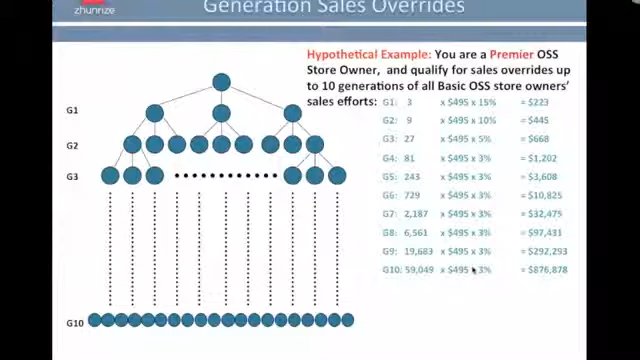 Generation Sales Overrides
zhunrize
Hypothetical Example: You are a Premier OSS
Store Owner, and qualify for sales overrides up
to 10 generations of all Basic OSS store owners'
sales efforts:
G1: 3 x $495 x 15% = $223
G2: 9 x $495 x 10% = $445
G3: 27 x $495 x 5% = $668
G4: 81 x $495 x 3% = $1,202
G5: 243 x $495 x 3% = $3,608
G6: 729 x $495 x 3% = $10,825
G7: 2,187 x $495 x 3% = $32,475
G8: 6,561 x $495 x 3% = $97,431
G9: 19,683 x $495 x 3% = $292,293
G10: 59,049 x $495 x 3% = $876,878
G1
G2
G3
G10